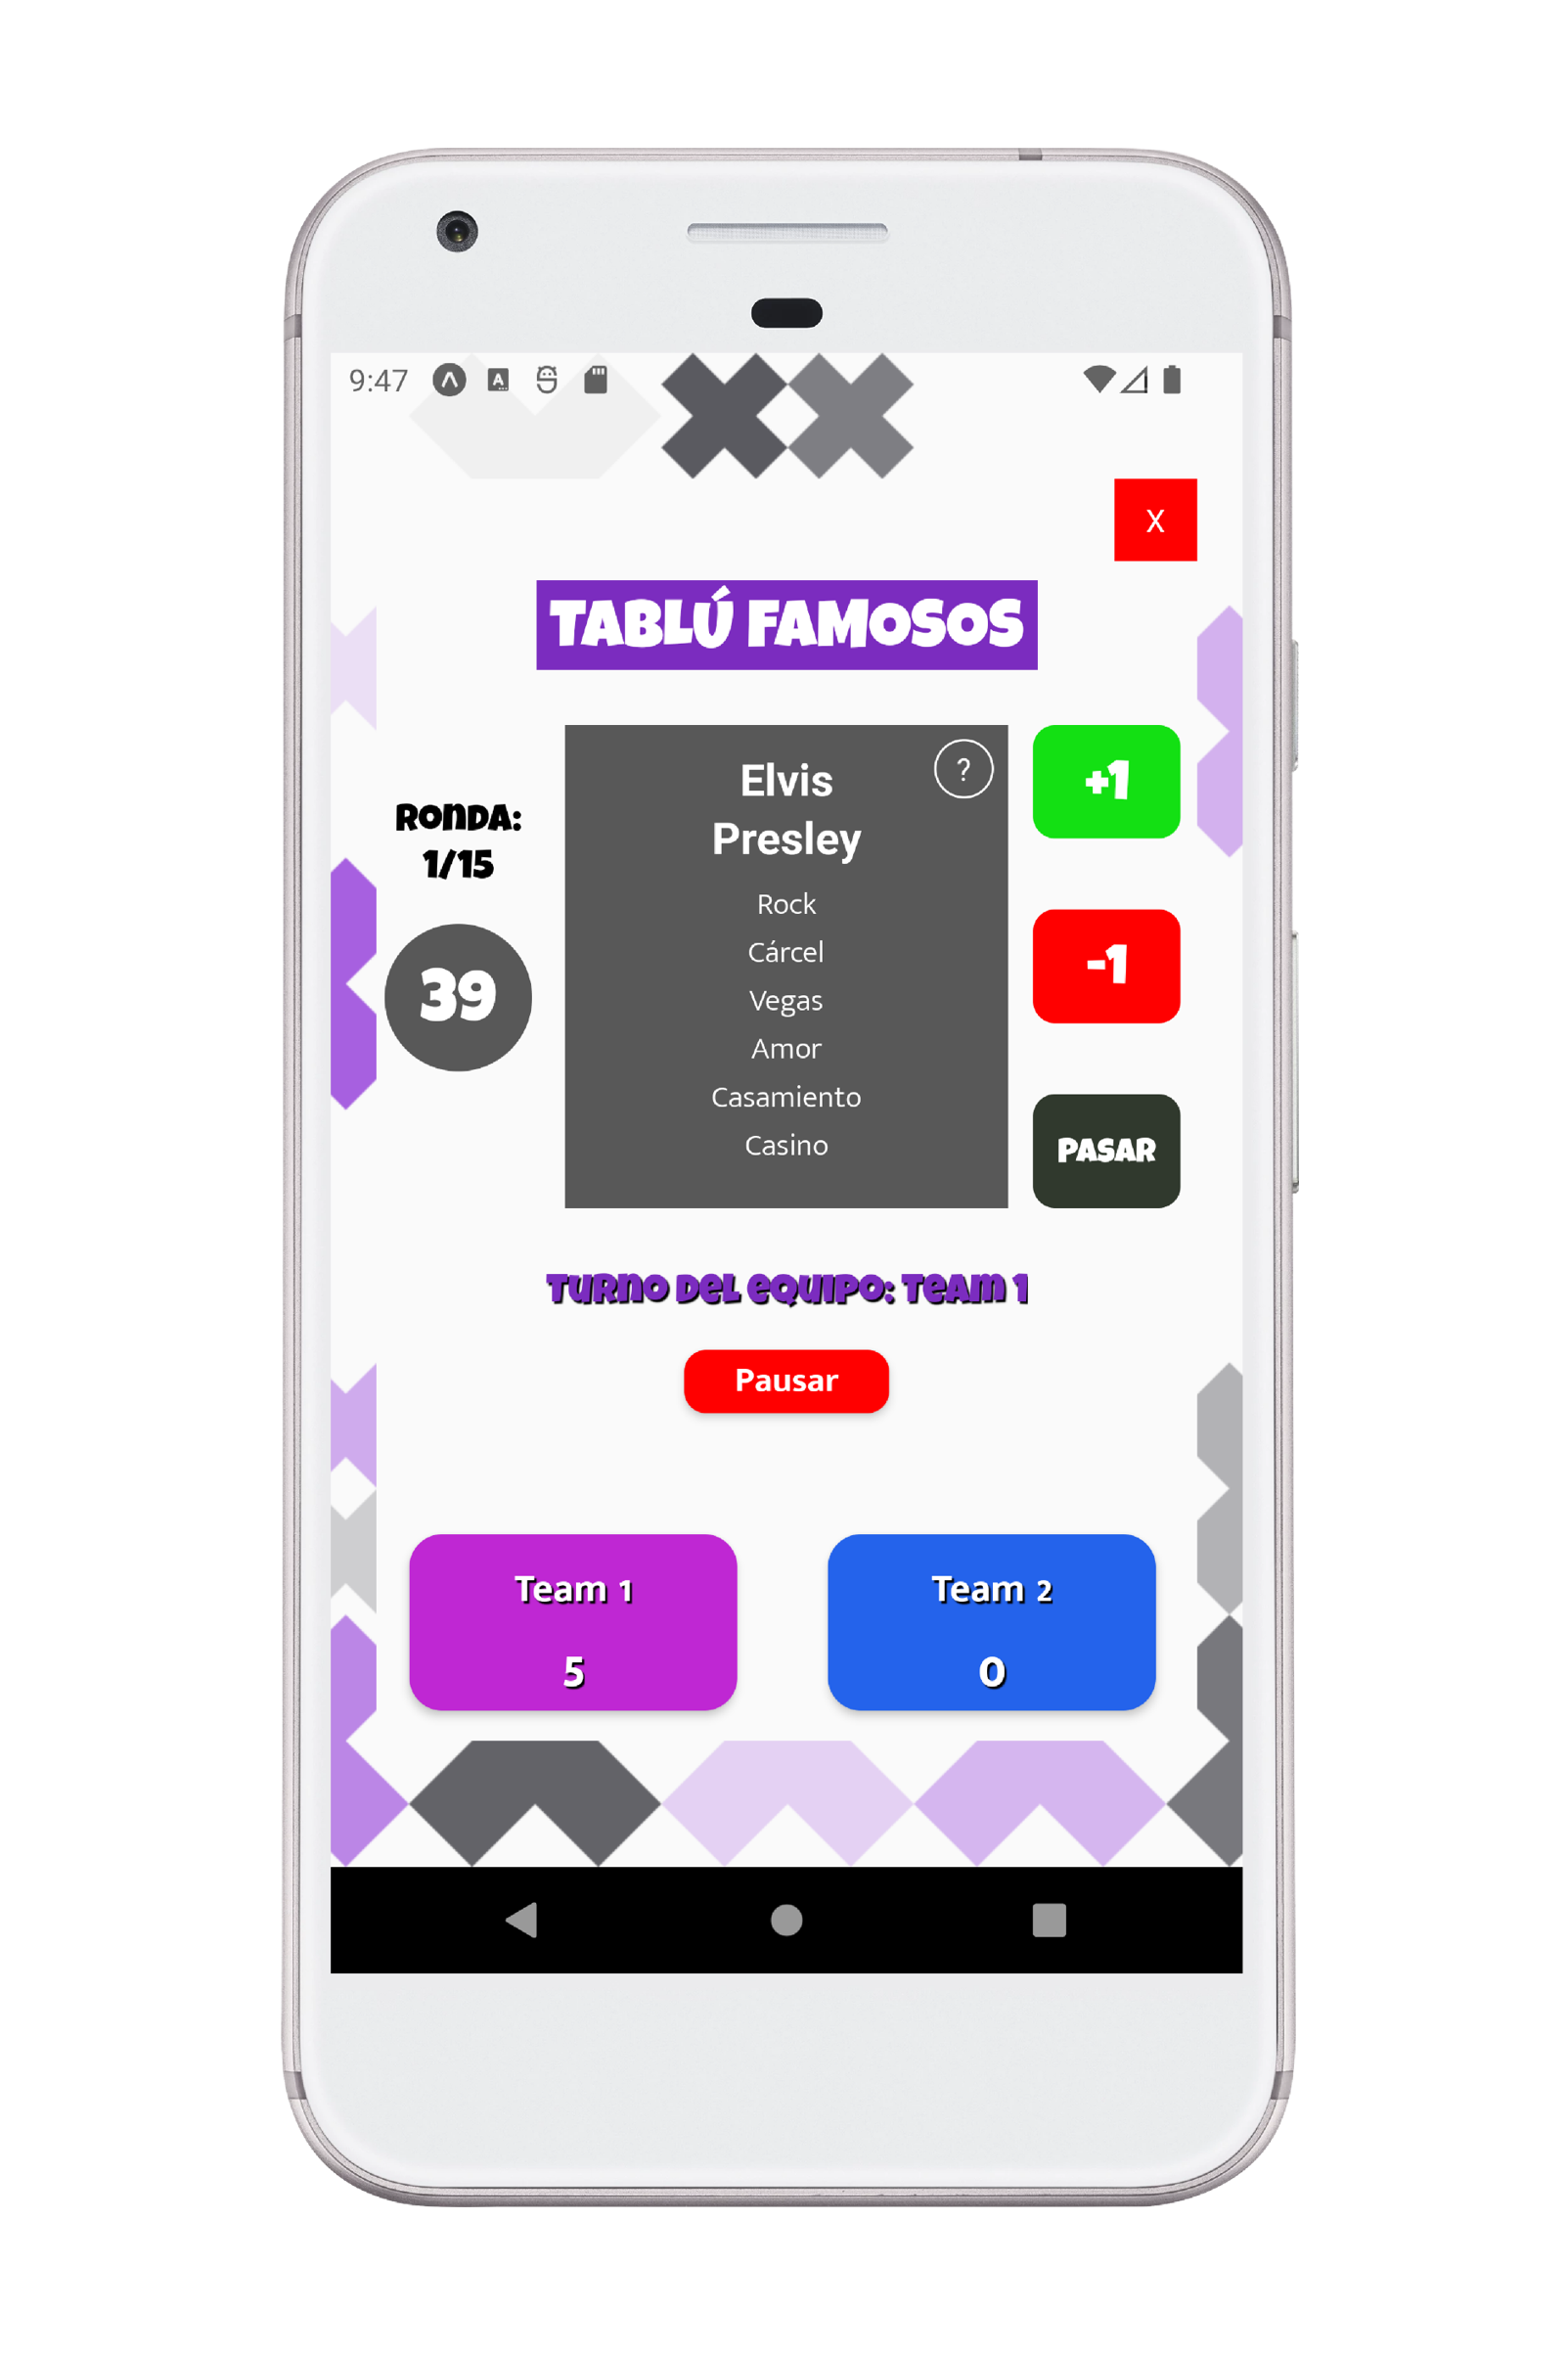 9:47
X
TABLÚ FAMOSOS
Elvis
Presley
?
Rock
Cárcel
Vegas
Amor
Casamiento
Casino
RONDA:
1/15
39
+1
-1
PASAR
Turno del equipo: Team 1
Pausar
Team 1
5
Team 2
0